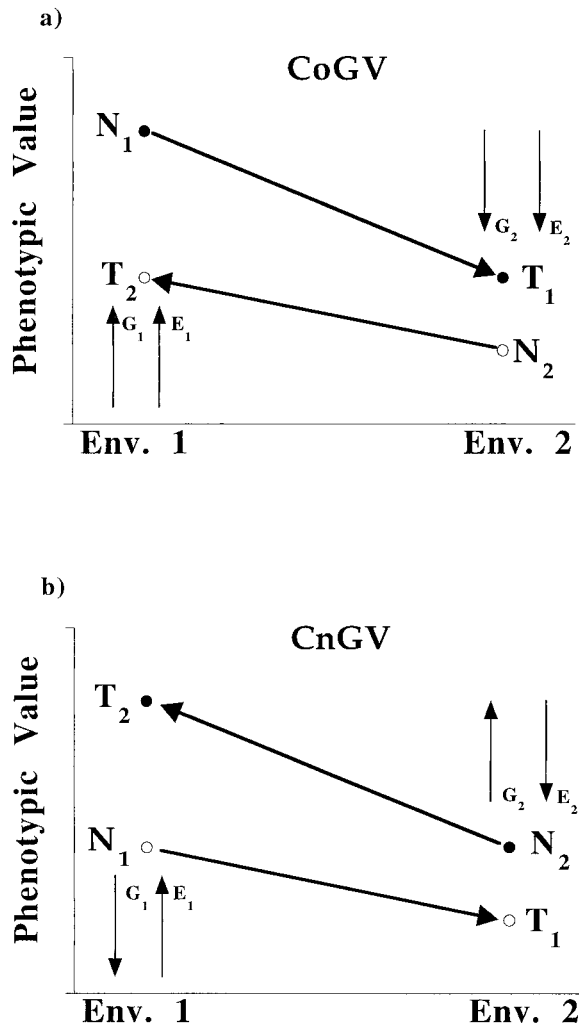 a)
CoGV
Phenotypic Value
N1
T2
G1 E1
G2 E2
T1
N2
Env. 1 Env. 2
b)
CnGV
Phenotypic Value
T2
N1
G1 E1
G2 E2
N2
T1
Env. 1 Env. 2